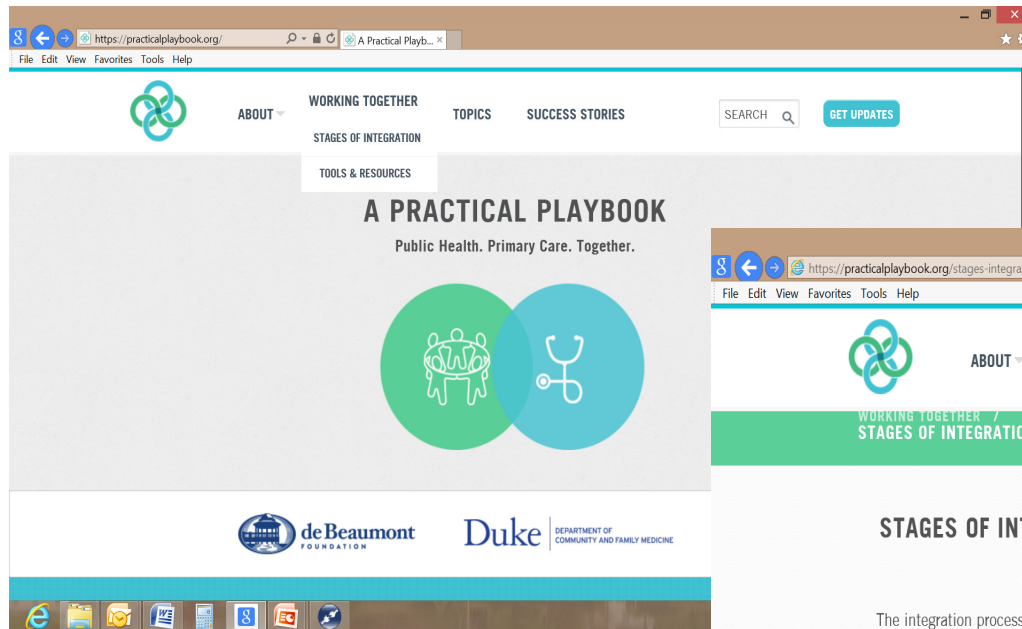 https://practicalplaybook.org/
A Practical Playb...
File Edit View Favorites Tools Help
ABOUT
WORKING TOGETHER
TOPICS
SUCCESS STORIES
SEARCH
GET UPDATES
STAGES OF INTEGRATION
TOOLS & RESOURCES
A PRACTICAL PLAYBOOK
Public Health. Primary Care. Together.
de Beaumont
FOUNDATION
Duke
DEPARTMENT OF
COMMUNITY AND FAMILY MEDICINE
https://practicalplaybook.org/stages-integra
File Edit View Favorites Tools Help
ABOUT
WORKING TOGETHER /
STAGES OF INTEGRATIO
STAGES OF IN
The integration process